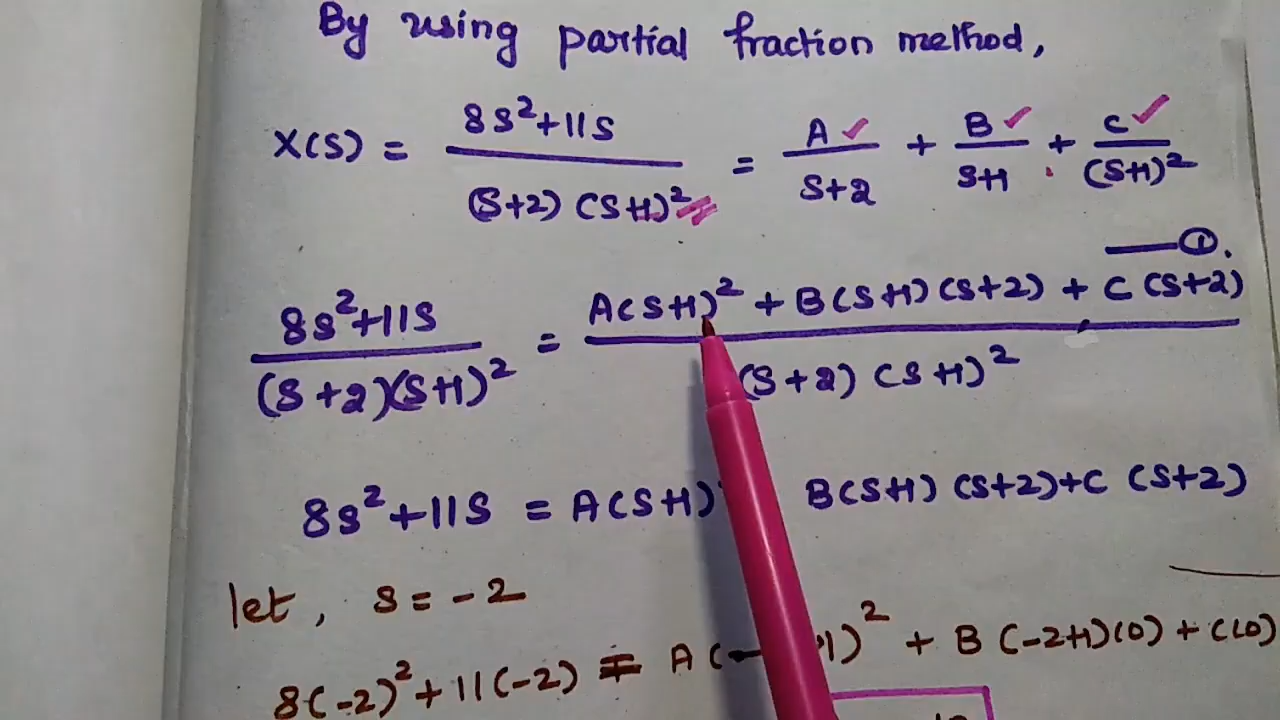 By using partial fraction method,
X(S) = 8S²+11S / (S+2)(S+1)² = A / S+2 + B / S+1 + C / (S+1)²
①.
8S²+11S / (S+2)(S+1)² = A(S+1)² + B(S+1)(S+2) + C(S+2) / (S+2)(S+1)²
8S²+11S = A(S+1) B(S+1)(S+2)+C(S+2)
let, S = -2
8(-2)²+11(-2) = A( 1)² + B(-2+1)(0) + C(0)